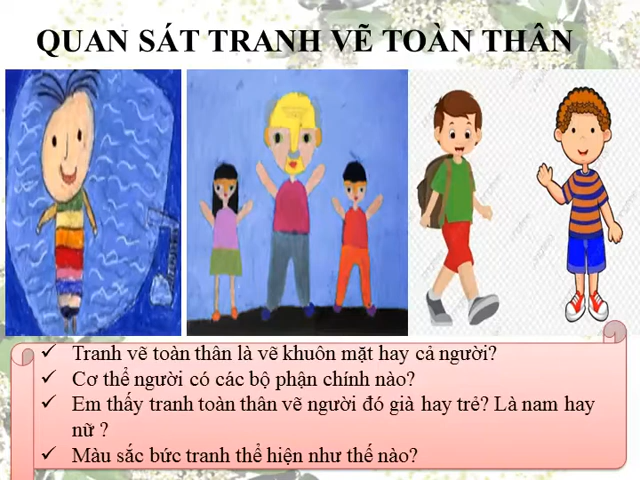 QUAN SÁT TRANH VẼ TOÀN THÂN
✓ Tranh vẽ toàn thân là vẽ khuôn mặt hay cả người?
✓ Cơ thể người có các bộ phận chính nào?
✓ Em thấy tranh toàn thân vẽ người đó già hay trẻ? Là nam hay
nữ ?
✓ Màu sắc bức tranh thể hiện như thế nào?